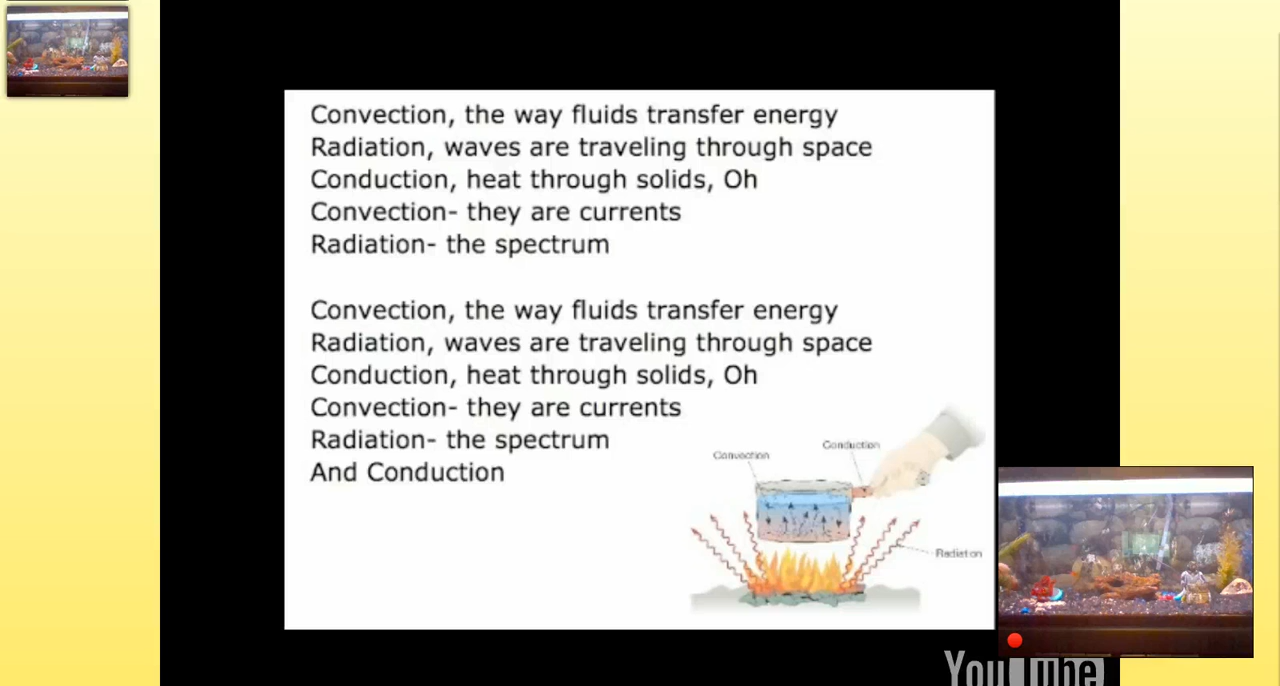 Convection, the way fluids transfer energy
Radiation, waves are traveling through space
Conduction, heat through solids, Oh
Convection- they are currents
Radiation- the spectrum
Convection, the way fluids transfer energy
Radiation, waves are traveling through space
Conduction, heat through solids, Oh
Convection- they are currents
Radiation- the spectrum
And Conduction
Conduction
Convection
Radiation
YouTube